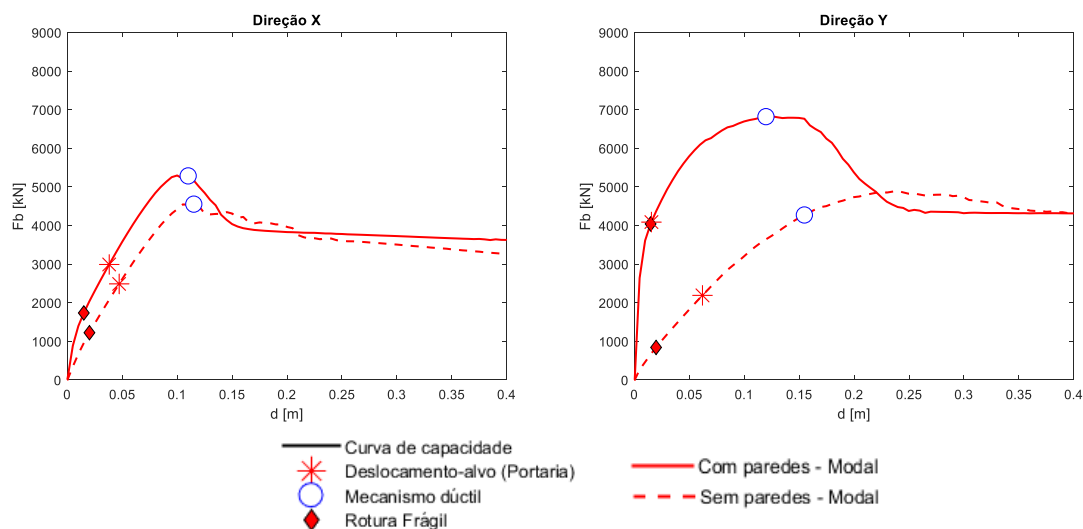 Direção X
9000
8000
7000
6000
5000
4000
3000
2000
1000
0
Fb [kN]
0 0.05 0.1 0.15 0.2 0.25 0.3 0.35 0.4
d [m]
Direção Y
9000
8000
7000
6000
5000
4000
3000
2000
1000
0
Fb [kN]
0 0.05 0.1 0.15 0.2 0.25 0.3 0.35 0.4
d [m]
Curva de capacidade
Deslocamento-alvo (Portaria)
Mecanismo dúctil
Rotura Frágil
Com paredes - Modal
Sem paredes - Modal